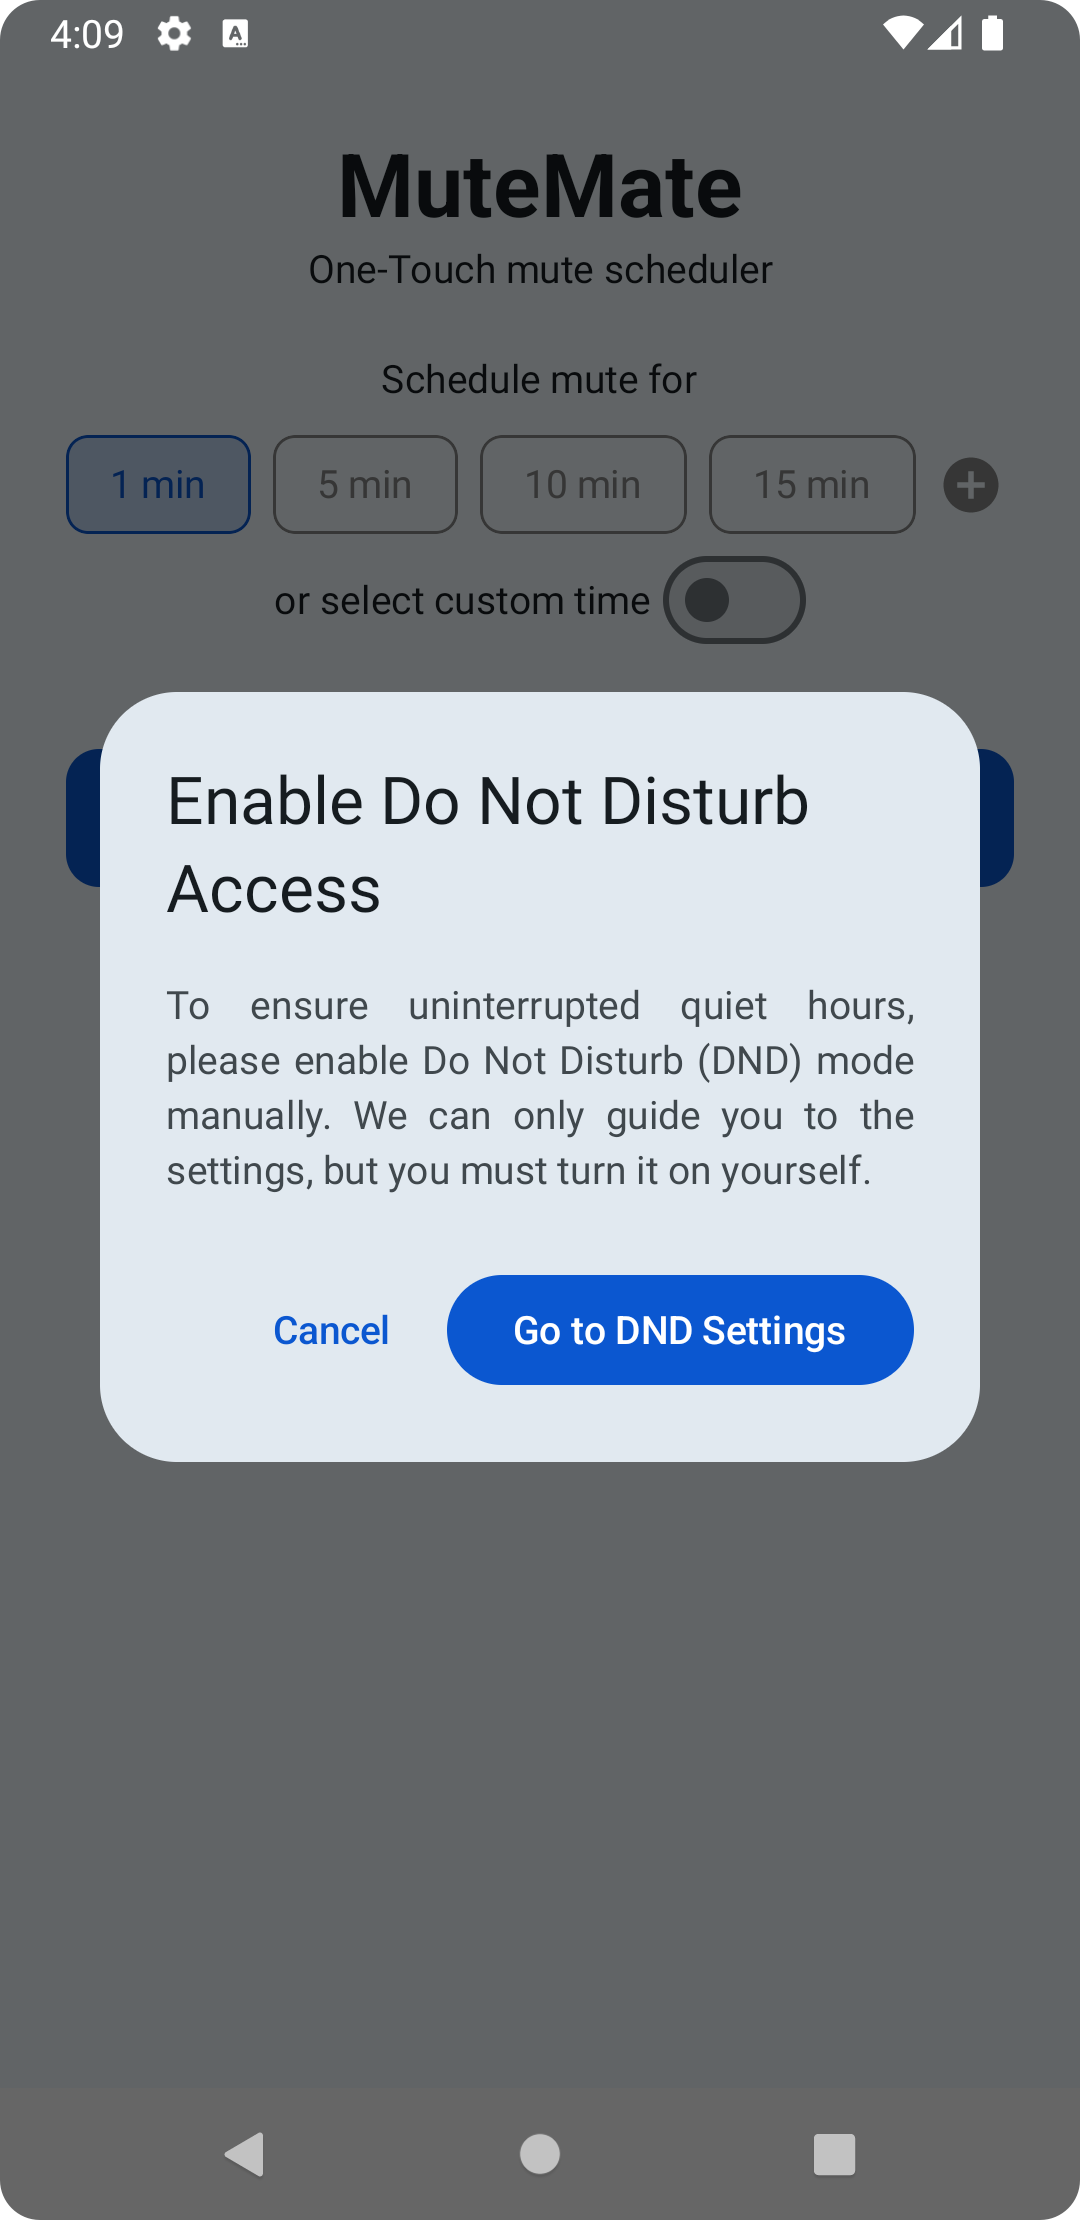 4:09
MuteMate
One-Touch mute scheduler
Schedule mute for
1 min
5 min
10 min
15 min
or select custom time
Enable Do Not Disturb
Access
To ensure uninterrupted quiet hours,
please enable Do Not Disturb (DND) mode
manually. We can only guide you to the
settings, but you must turn it on yourself.
Cancel
Go to DND Settings